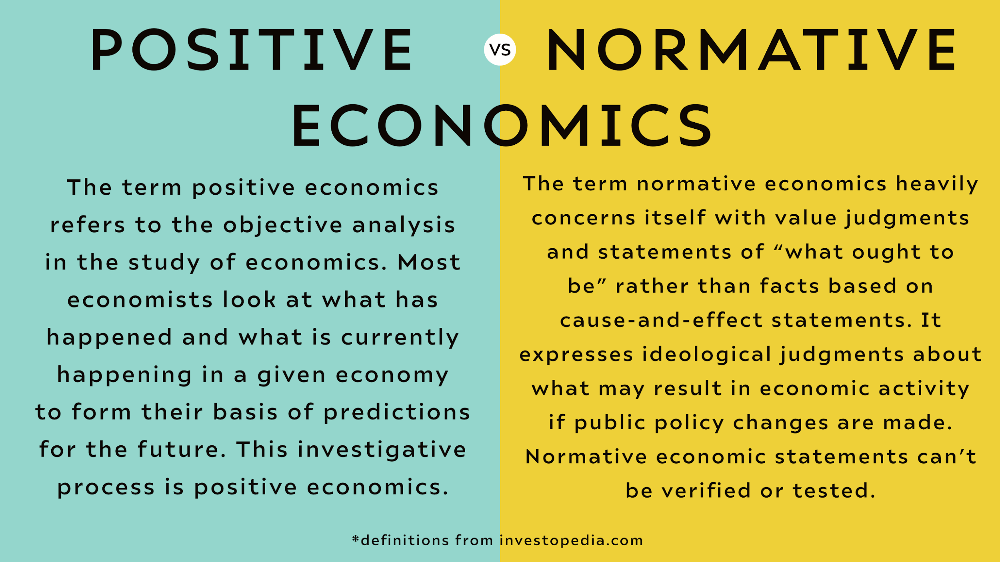 POSITIVE vs NORMATIVE
ECONOMICS
The term positive economics
refers to the objective analysis
in the study of economics. Most
economists look at what has
happened and what is currently
happening in a given economy
to form their basis of predictions
for the future. This investigative
process is positive economics.
The term normative economics heavily
concerns itself with value judgments
and statements of “what ought to
be” rather than facts based on
cause-and-effect statements. It
expresses ideological judgments about
what may result in economic activity
if public policy changes are made.
Normative economic statements can’t
be verified or tested.
*definitions from investopedia.com